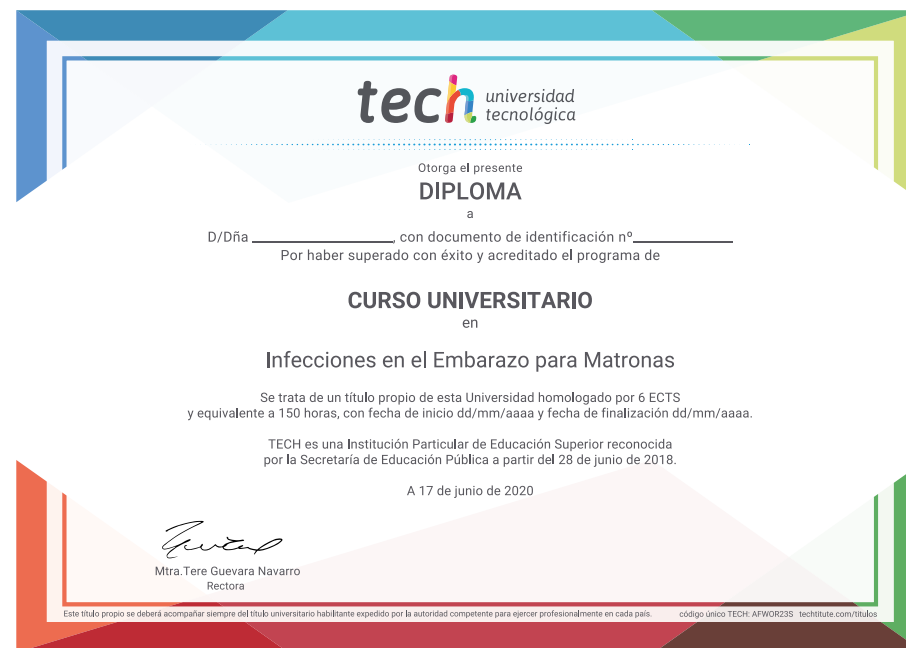 tech universidad
tecnológica
Otorga el presente
DIPLOMA
a
D/Dña ____________________, con documento de identificación nº______________
Por haber superado con éxito y acreditado el programa de
CURSO UNIVERSITARIO
en
Infecciones en el Embarazo para Matronas
Se trata de un título propio de esta Universidad homologado por 6 ECTS
y equivalente a 150 horas, con fecha de inicio dd/mm/aaaa y fecha de finalización dd/mm/aaaa.
TECH es una Institución Particular de Educación Superior reconocida
por la Secretaría de Educación Pública a partir del 28 de junio de 2018.
A 17 de junio de 2020
Mtra.Tere Guevara Navarro
Rectora
Este título propio se deberá acompañar siempre del título universitario habilitante expedido por la autoridad competente para ejercer profesionalmente en cada país. código único TECH: AFWOR23S techtitute.com/titulos